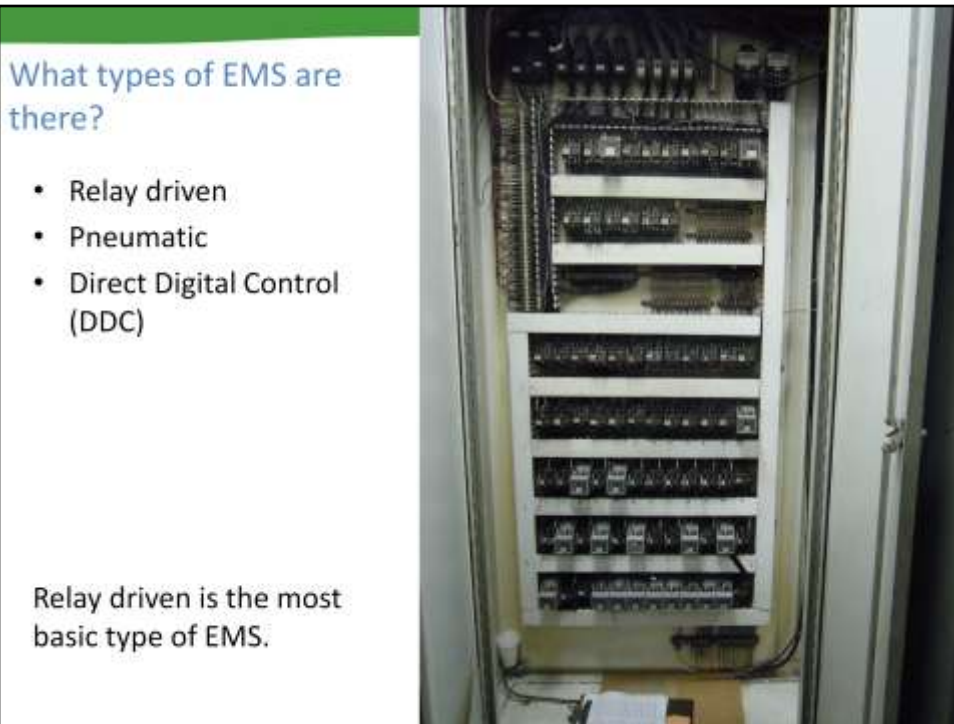 What types of EMS are
there?
• Relay driven
• Pneumatic
• Direct Digital Control
(DDC)
Relay driven is the most
basic type of EMS.